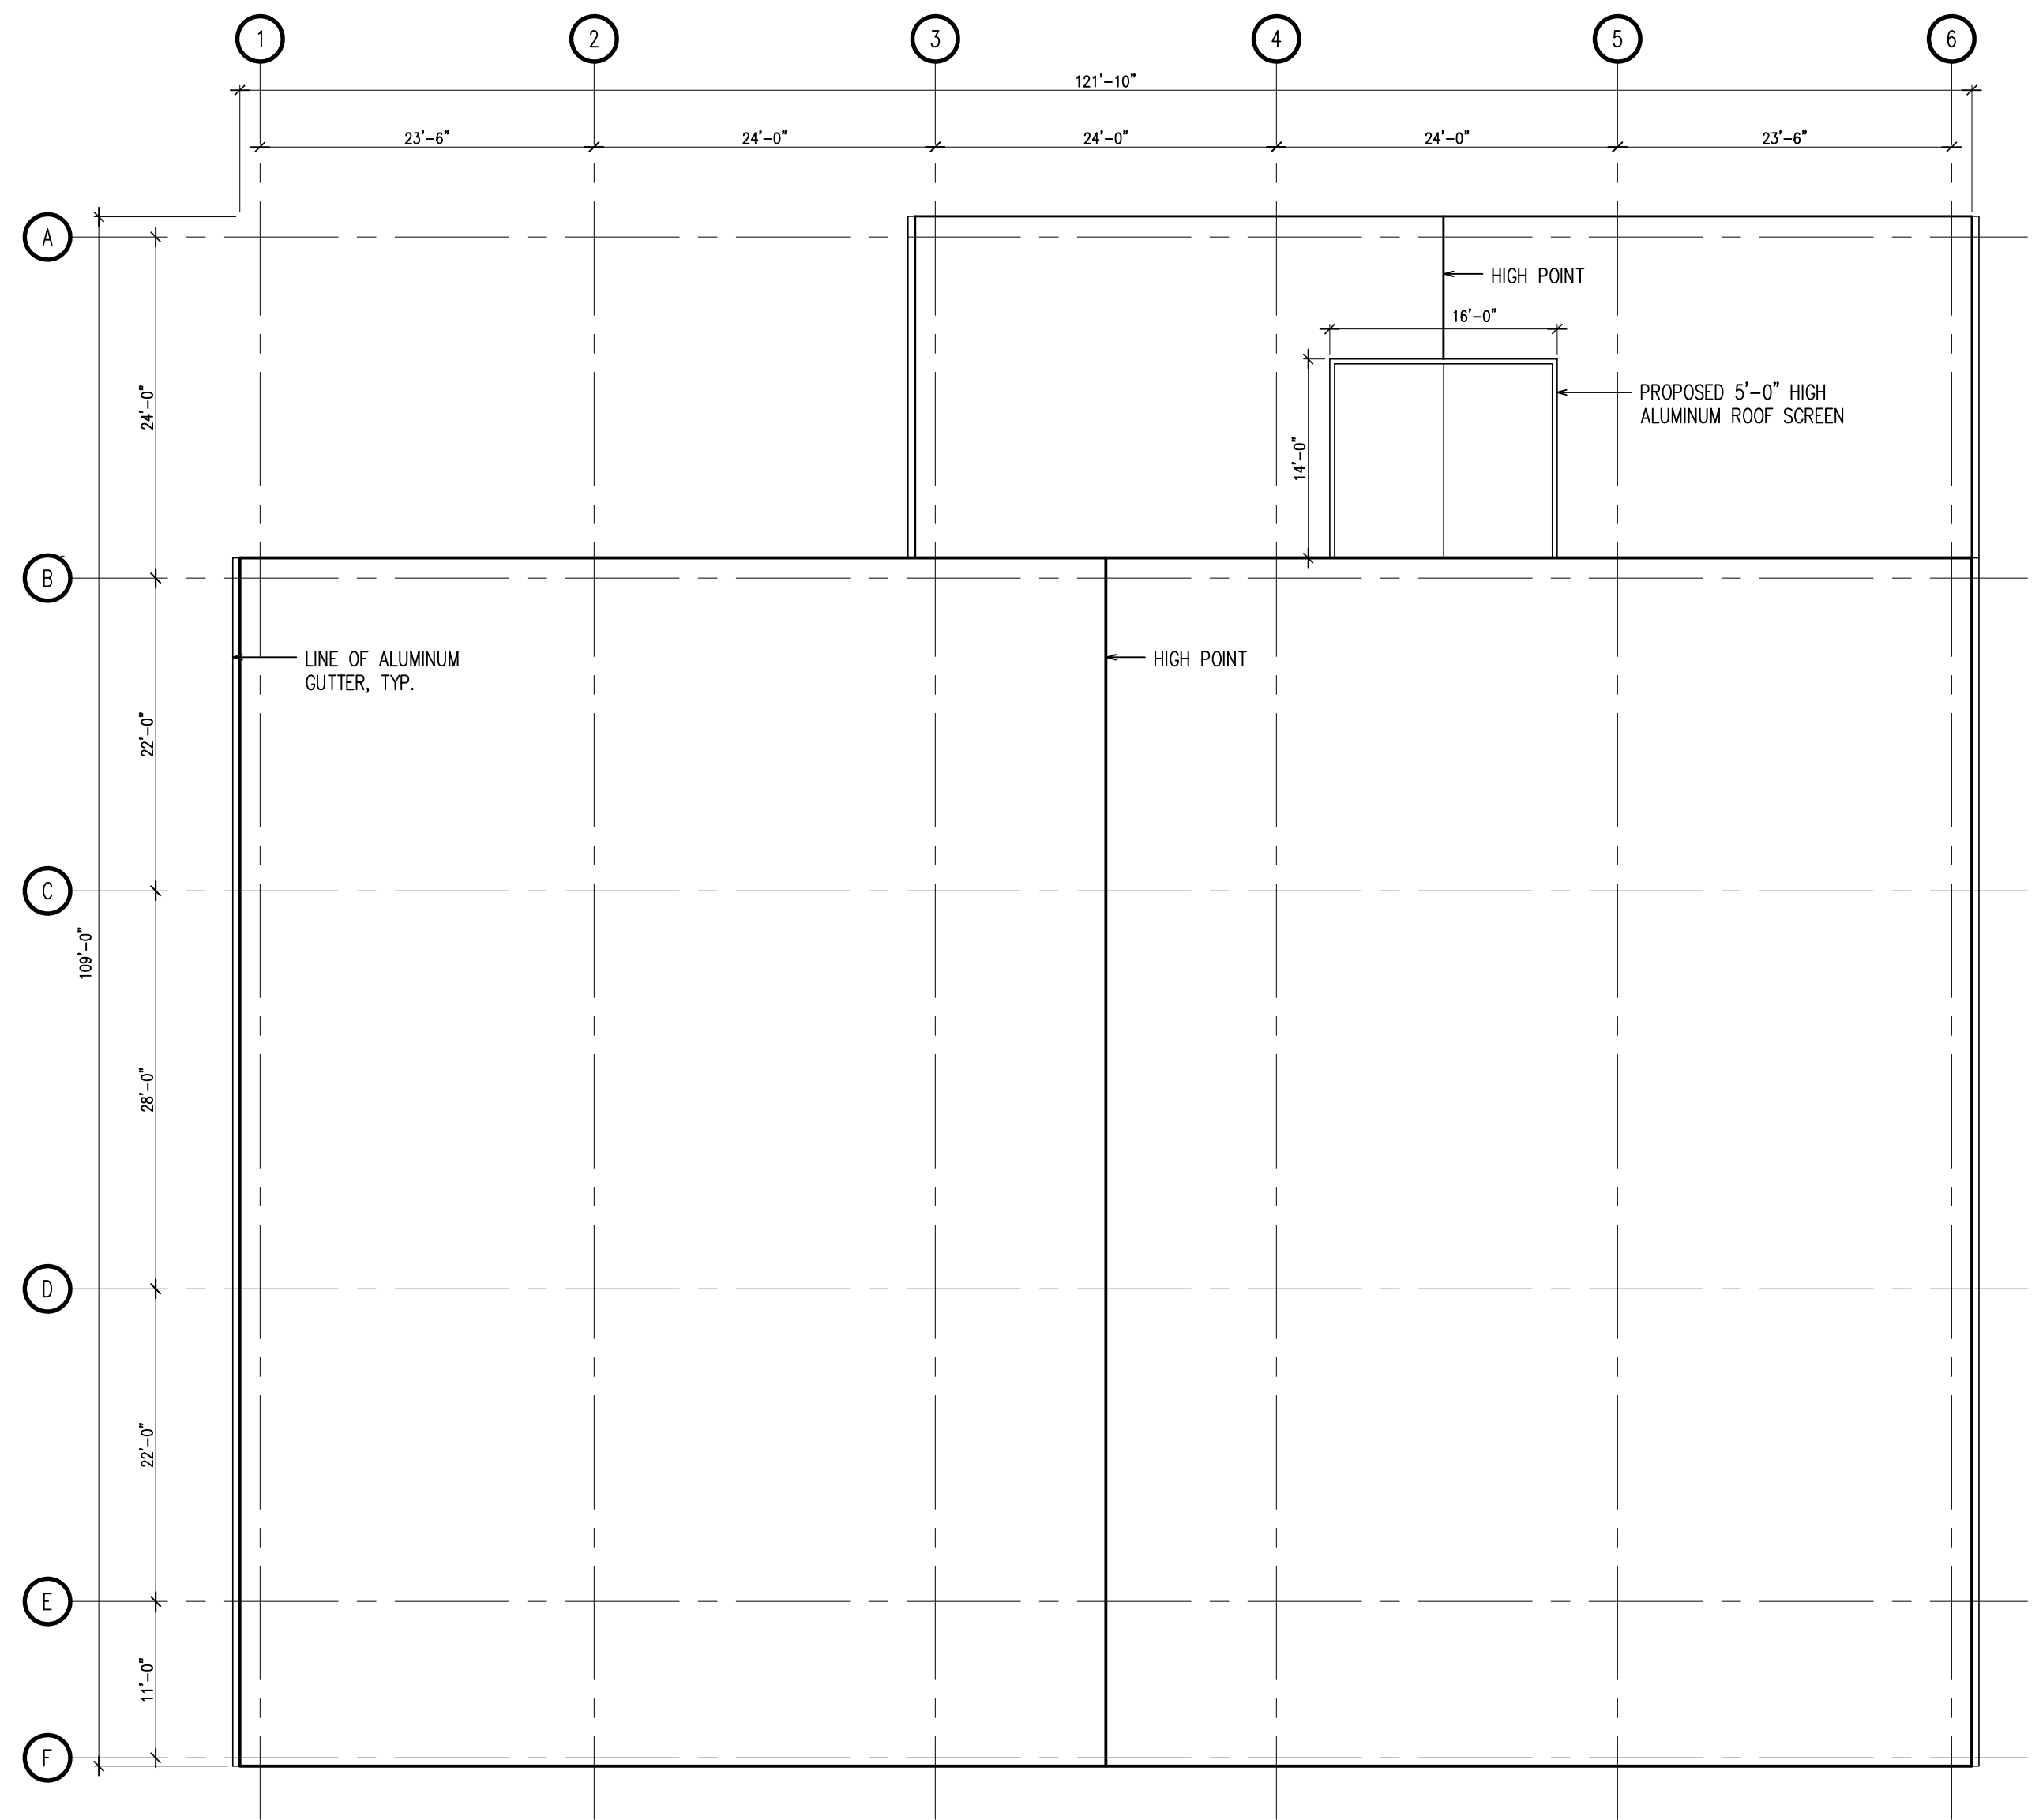 1 2 3 4 5 6
121'-10"
23'-6" 24'-0" 24'-0" 24'-0" 23'-6"
A
HIGH POINT
16'-0"
24'-0"
PROPOSED 5'-0" HIGH
ALUMINUM ROOF SCREEN
14'-0"
B
LINE OF ALUMINUM
GUTTER, TYP.
HIGH POINT
22'-0"
C
109'-0"
28'-0"
D
22'-0"
E
11'-0"
F